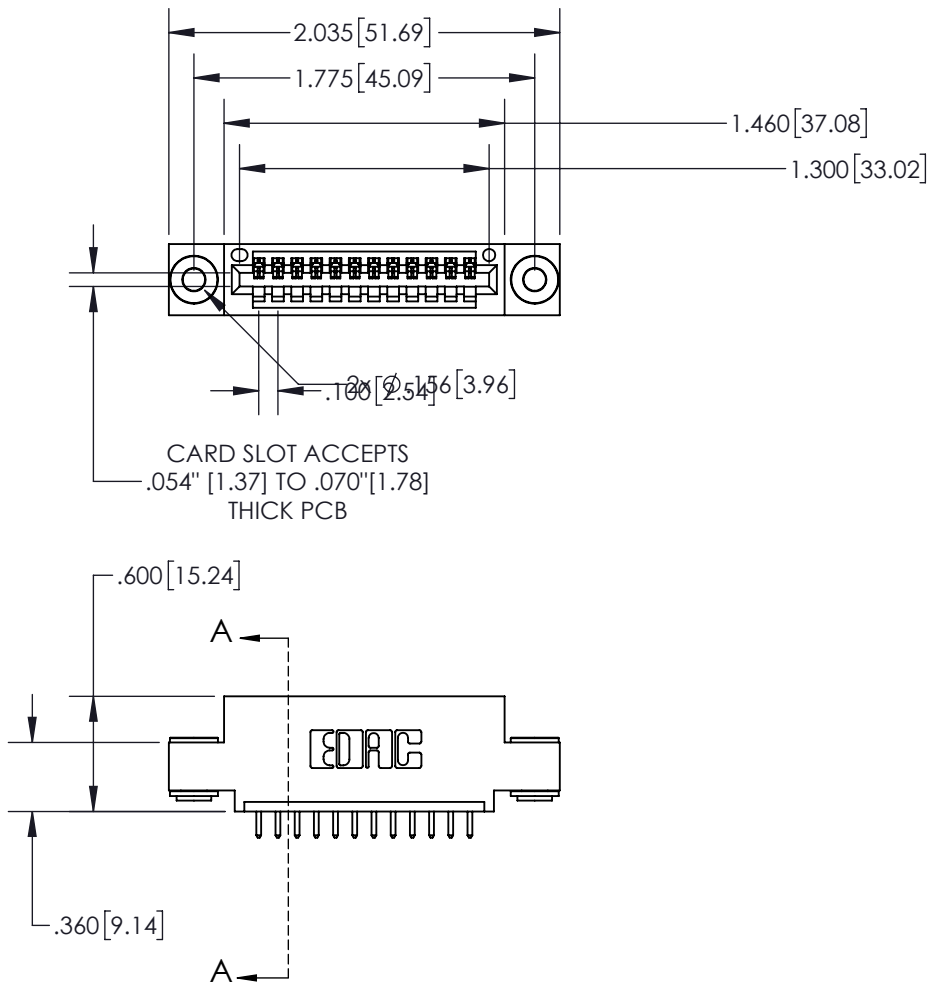 2.035[51.69]
1.775[45.09]
1.460[37.08]
1.300[33.02]
2x Ø .156[3.96]
.100[2.54]
CARD SLOT ACCEPTS
.054" [1.37] TO .070"[1.78]
THICK PCB
.600[15.24]
A
EDAC
.360[9.14]
A